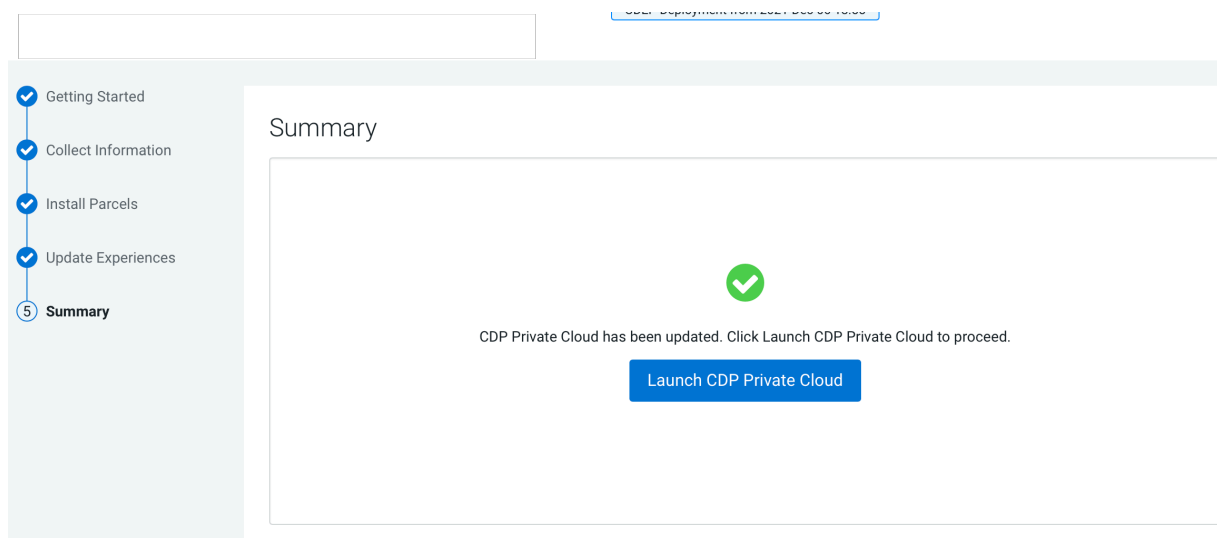 Getting Started
Collect Information
Install Parcels
Update Experiences
5 Summary
Summary
CDP Private Cloud has been updated. Click Launch CDP Private Cloud to proceed.
Launch CDP Private Cloud